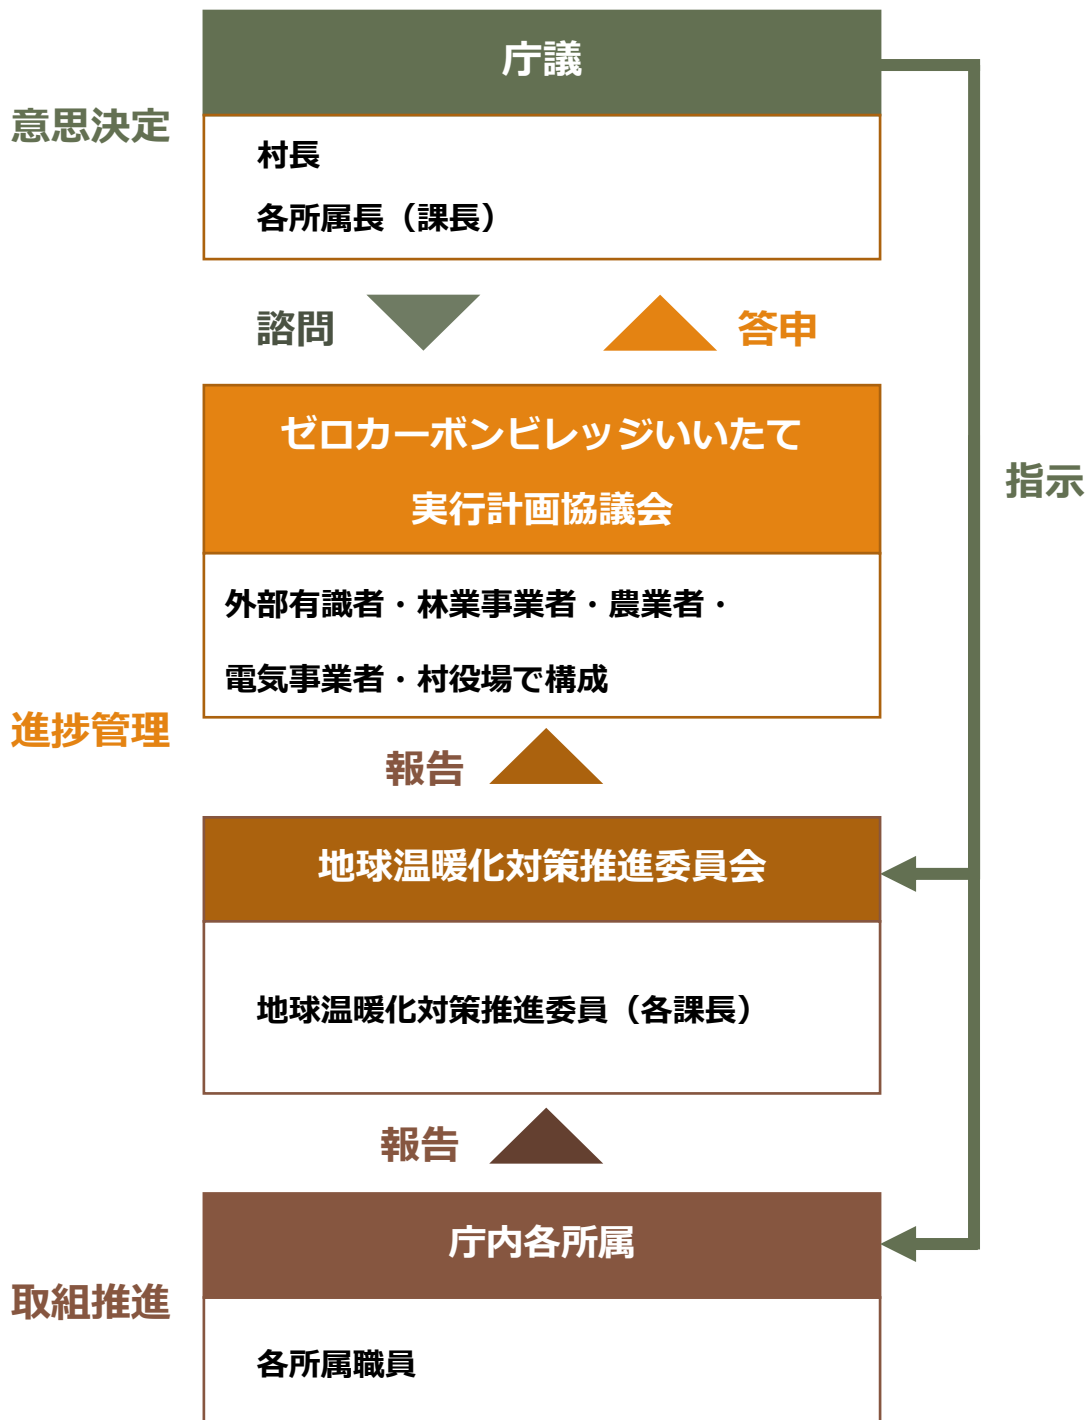 庁議
意思決定
村長
各所属長（課長）
諮問
答申
ゼロカーボンビレッジいいたて
実行計画協議会
指示
外部有識者・林業事業者・農業者・
電気事業者・村役場で構成
進捗管理
報告
地球温暖化対策推進委員会
地球温暖化対策推進委員（各課長）
報告
庁内各所属
取組推進
各所属職員